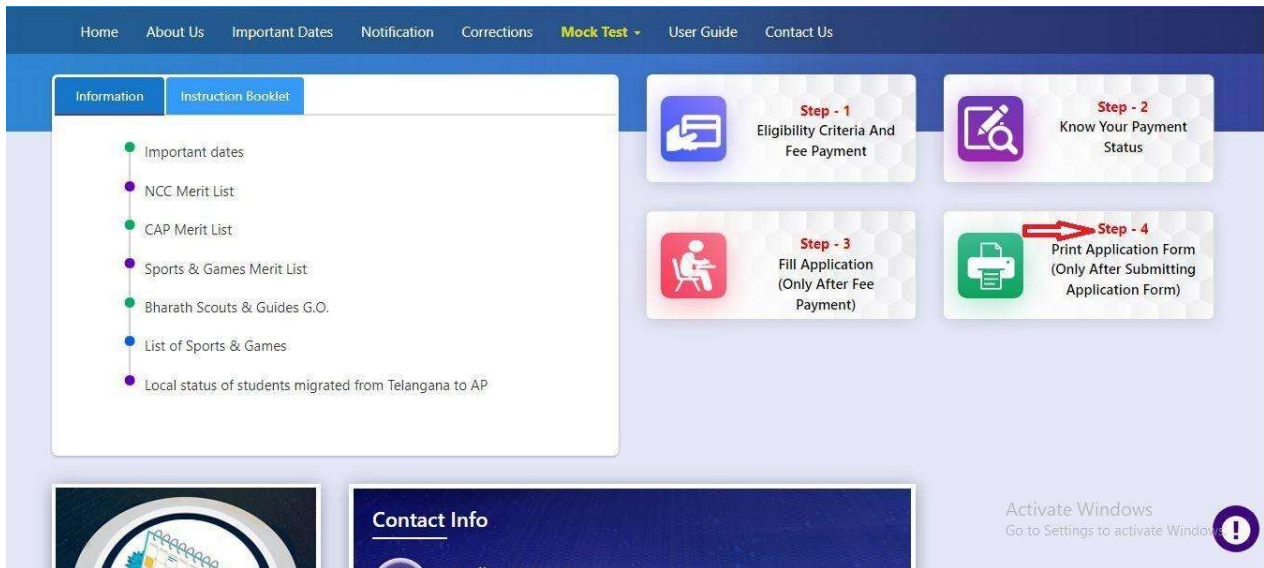 Home About Us Important Dates Notification Corrections Mock Test User Guide Contact Us
Information Instruction Booklet
Important dates
NCC Merit List
CAP Merit List
Sports & Games Merit List
Bharath Scouts & Guides G.O.
List of Sports & Games
Local status of students migrated from Telangana to AP
Step - 1
Eligibility Criteria And
Fee Payment
Step - 2
Know Your Payment
Status
Step - 3
Fill Application
(Only After Fee
Payment)
Step - 4
Print Application Form
(Only After Submitting
Application Form)
Contact Info
Activate Windows
Go to Settings to activate Windows.